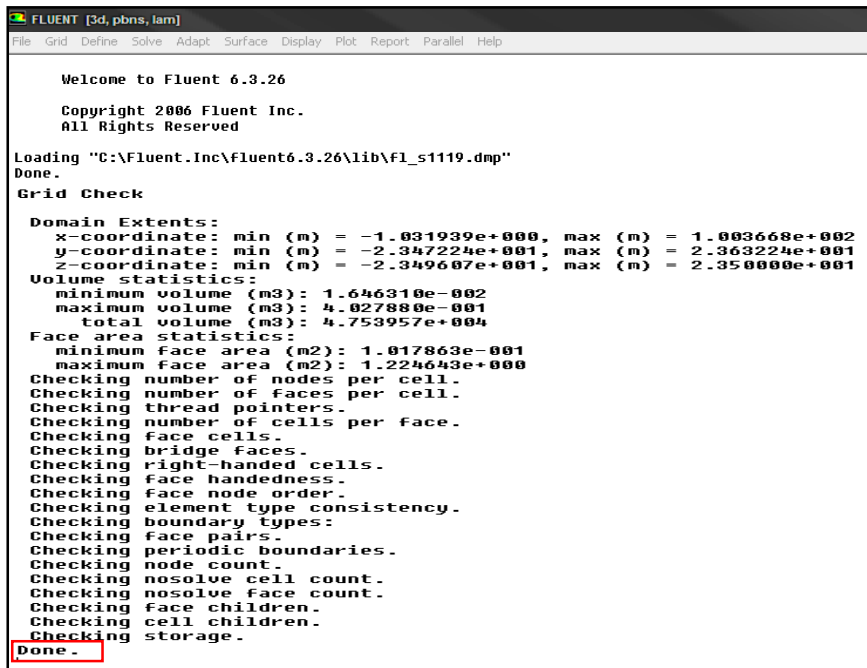 FLUENT [3d, pbns, lam]
File Grid Define Solve Adapt Surface Display Plot Report Parallel Help
Welcome to Fluent 6.3.26
Copyright 2006 Fluent Inc.
All Rights Reserved
Loading "C:\Fluent.Inc\fluent6.3.26\lib\fl_s1119.dmp"
Done.
Grid Check
Domain Extents:
x-coordinate: min (m) = -1.031939e+000, max (m) = 1.003668e+002
y-coordinate: min (m) = -2.347224e+001, max (m) = 2.363224e+001
z-coordinate: min (m) = -2.349607e+001, max (m) = 2.350000e+001
Volume statistics:
minimum volume (m3): 1.646310e-002
maximum volume (m3): 4.027880e-001
total volume (m3): 4.753957e+004
Face area statistics:
minimum face area (m2): 1.017863e-001
maximum face area (m2): 1.224643e+000
Checking number of nodes per cell.
Checking number of faces per cell.
Checking thread pointers.
Checking number of cells per face.
Checking face cells.
Checking bridge faces.
Checking right-handed cells.
Checking face handedness.
Checking face node order.
Checking element type consistency.
Checking boundary types:
Checking face pairs.
Checking periodic boundaries.
Checking node count.
Checking nosolve cell count.
Checking nosolve face count.
Checking face children.
Checking cell children.
Checking storage.
Done.